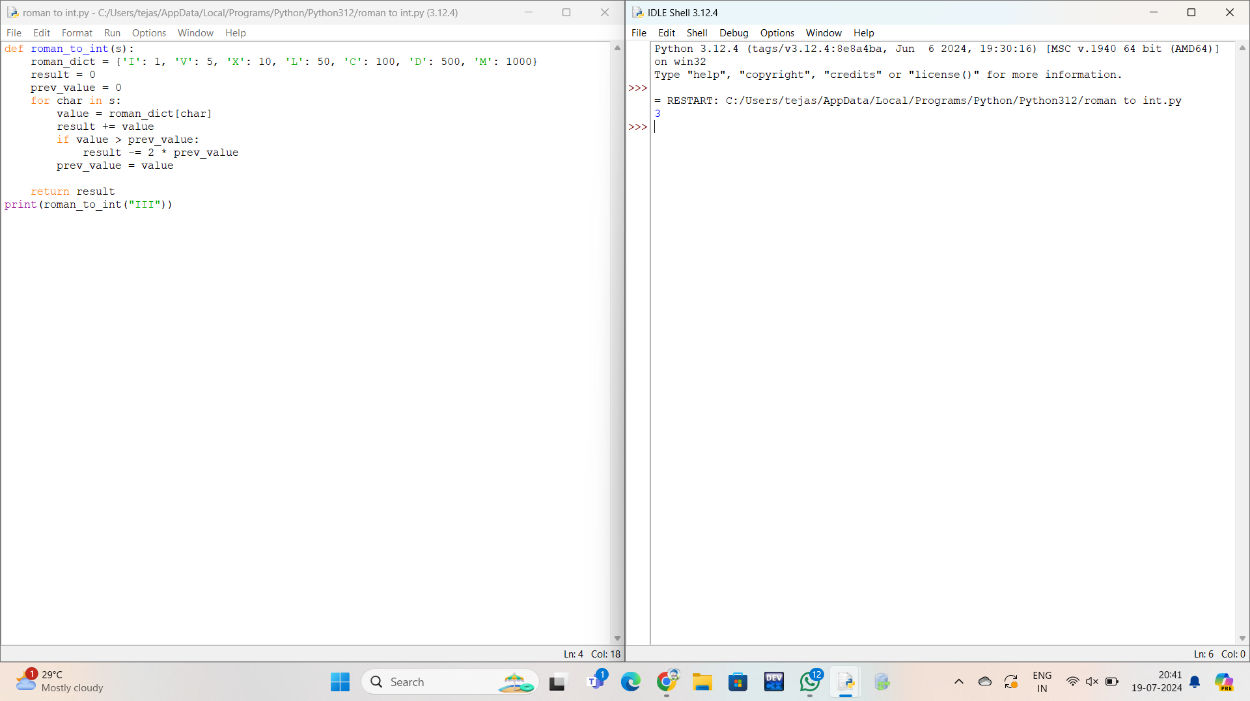 roman to int.py - C:/Users/tejas/AppData/Local/Programs/Python/Python312/roman to int.py (3.12.4)
File Edit Format Run Options Window Help
def roman_to_int(s):
    roman_dict = {'I': 1, 'V': 5, 'X': 10, 'L': 50, 'C': 100, 'D': 500, 'M': 1000}
    result = 0
    prev_value = 0
    for char in s:
        value = roman_dict[char]
        result += value
        if value > prev_value:
            result -= 2 * prev_value
        prev_value = value
    return result
print(roman_to_int("III"))
Ln: 4 Col: 18
IDLE Shell 3.12.4
File Edit Shell Debug Options Window Help
Python 3.12.4 (tags/v3.12.4:8e8a4ba, Jun  6 2024, 19:30:16) [MSC v.1940 64 bit (AMD64)]
on win32
Type "help", "copyright", "credits" or "license()" for more information.
>>>
= RESTART: C:/Users/tejas/AppData/Local/Programs/Python/Python312/roman to int.py
3
>>>
Ln: 6 Col: 0
1
29°C
Mostly cloudy
Search
T
1
DEV
12
ENG
IN
20:41
19-07-2024
PRE